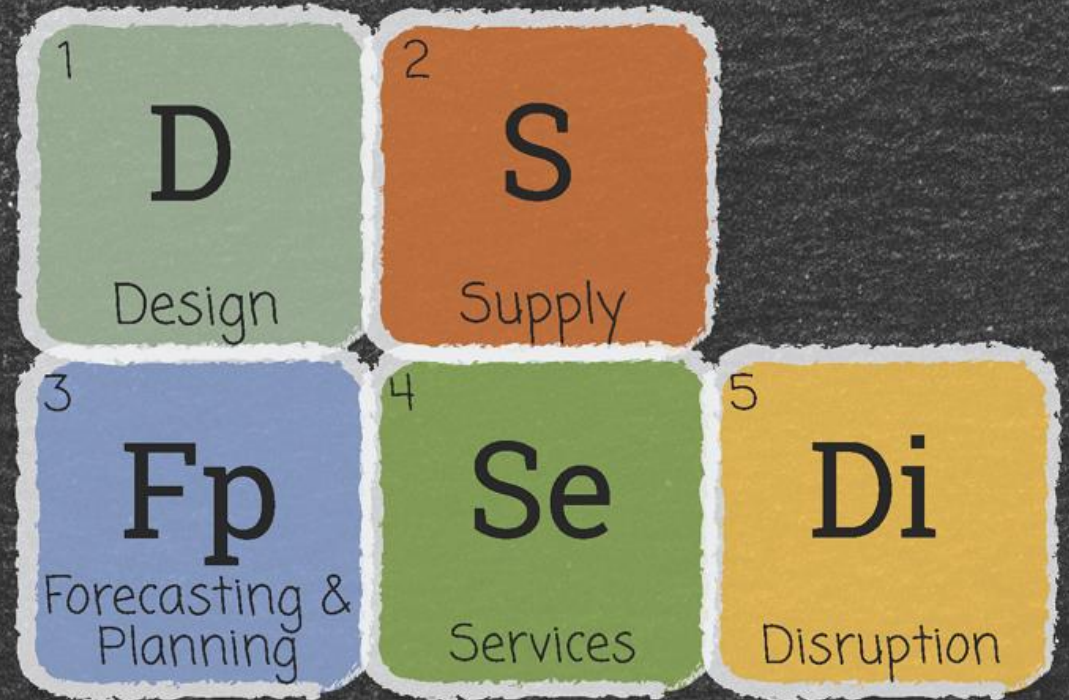 1
D
Design
2
S
Supply
3
Fp
Forecasting &
Planning
4
Se
Services
5
Di
Disruption